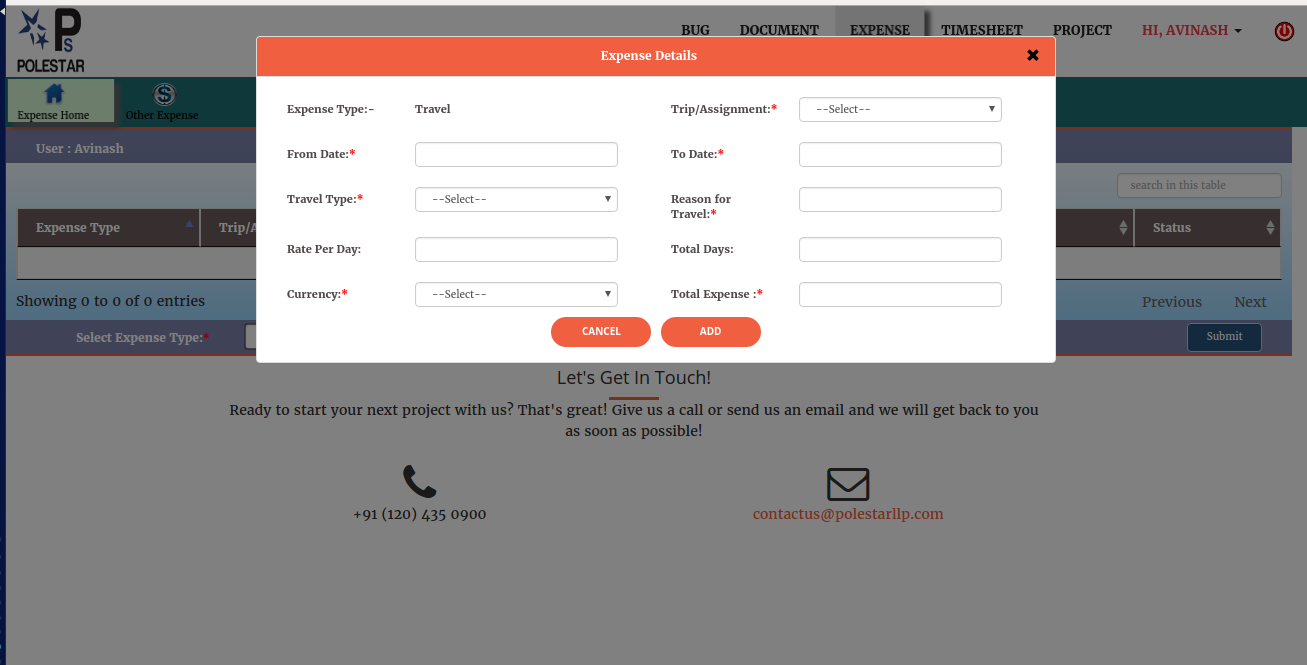 PS
POLESTAR
BUG DOCUMENT EXPENSE TIMESHEET PROJECT HI, AVINASH
Expense Details
Expense Home
Other Expense
User : Avinash
search in this table
Expense Type
Trip/A
Status
Showing 0 to 0 of 0 entries
Previous Next
Select Expense Type:*
Submit
Expense Type:- Travel Trip/Assignment:* --Select--
From Date:* To Date:*
Travel Type:* --Select-- Reason for
Travel:*
Rate Per Day: Total Days:
Currency:* --Select-- Total Expense :*
CANCEL ADD
Let's Get In Touch!
Ready to start your next project with us? That's great! Give us a call or send us an email and we will get back to you
as soon as possible!
+91 (120) 435 0900
contactus@polestarllp.com